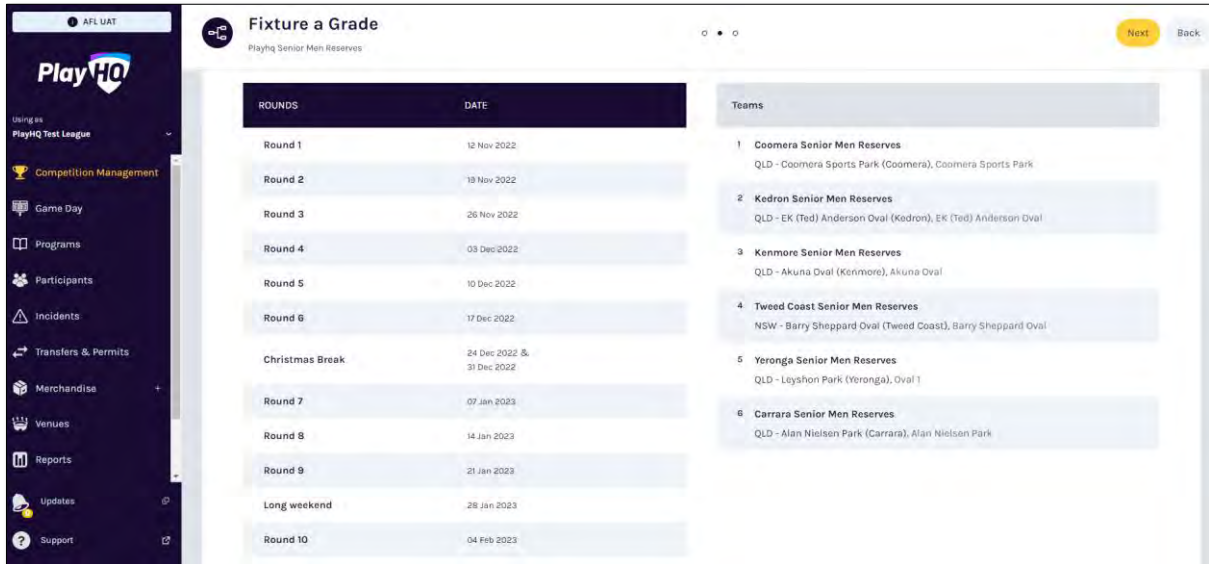 AFL UAT
PlayHQ
Using as
PlayHQ Test League
Competition Management
Game Day
Programs
Participants
Incidents
Transfers & Permits
Merchandise +
Venues
Reports
Updates
0
Support
Fixture a Grade
Playhq Senior Men Reserves
Next Back
ROUNDS DATE
Round 1 12 Nov 2022
Round 2 19 Nov 2022
Round 3 26 Nov 2022
Round 4 03 Dec 2022
Round 5 10 Dec 2022
Round 6 17 Dec 2022
Christmas Break 24 Dec 2022 &
31 Dec 2022
Round 7 07 Jan 2023
Round 8 14 Jan 2023
Round 9 21 Jan 2023
Long weekend 28 Jan 2023
Round 10 04 Feb 2023
Teams
1 Coomera Senior Men Reserves
QLD - Coomera Sports Park (Coomera), Coomera Sports Park
2 Kedron Senior Men Reserves
QLD - EK (Ted) Anderson Oval (Kedron), EK (Ted) Anderson Oval
3 Kenmore Senior Men Reserves
QLD - Akuna Oval (Kenmore), Akuna Oval
4 Tweed Coast Senior Men Reserves
NSW - Barry Sheppard Oval (Tweed Coast), Barry Sheppard Oval
5 Yeronga Senior Men Reserves
QLD - Leyshon Park (Yeronga), Oval 1
6 Carrara Senior Men Reserves
QLD - Alan Nielsen Park (Carrara), Alan Nielsen Park